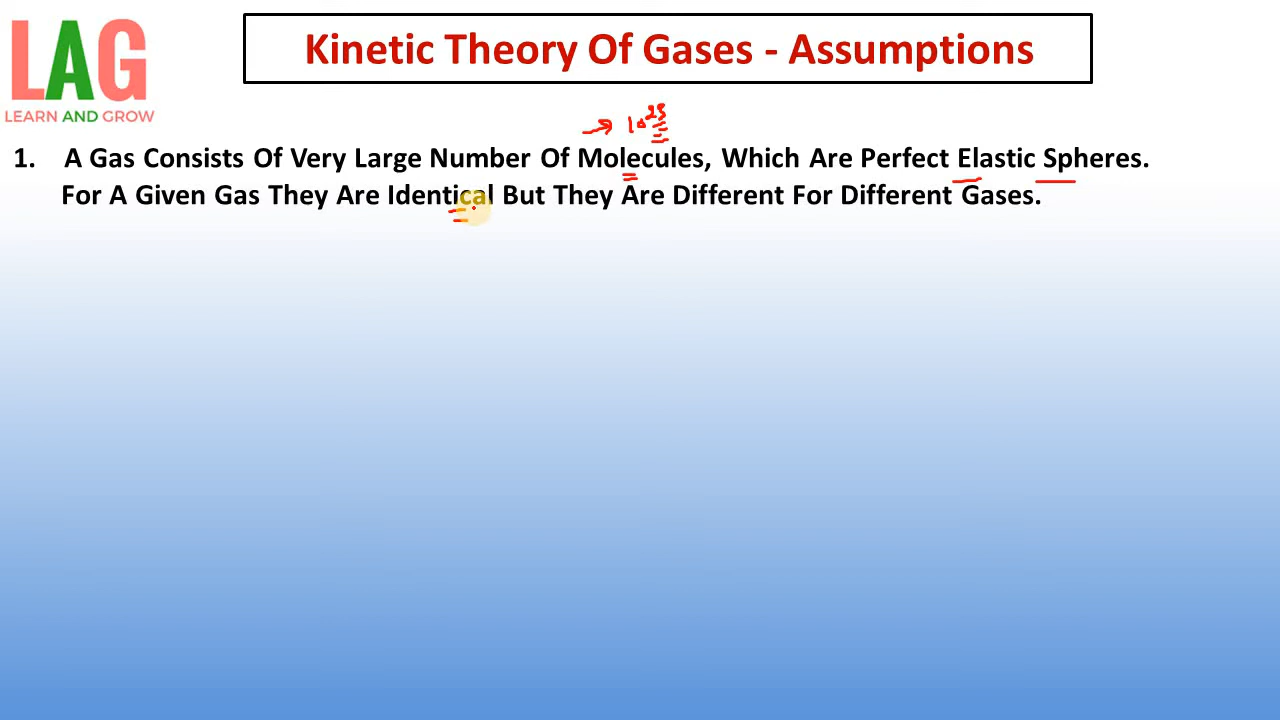 LAG
LEARN AND GROW
Kinetic Theory Of Gases - Assumptions
→ 10
1. A Gas Consists Of Very Large Number Of Molecules, Which Are Perfect Elastic Spheres.
For A Given Gas They Are Identical But They Are Different For Different Gases.